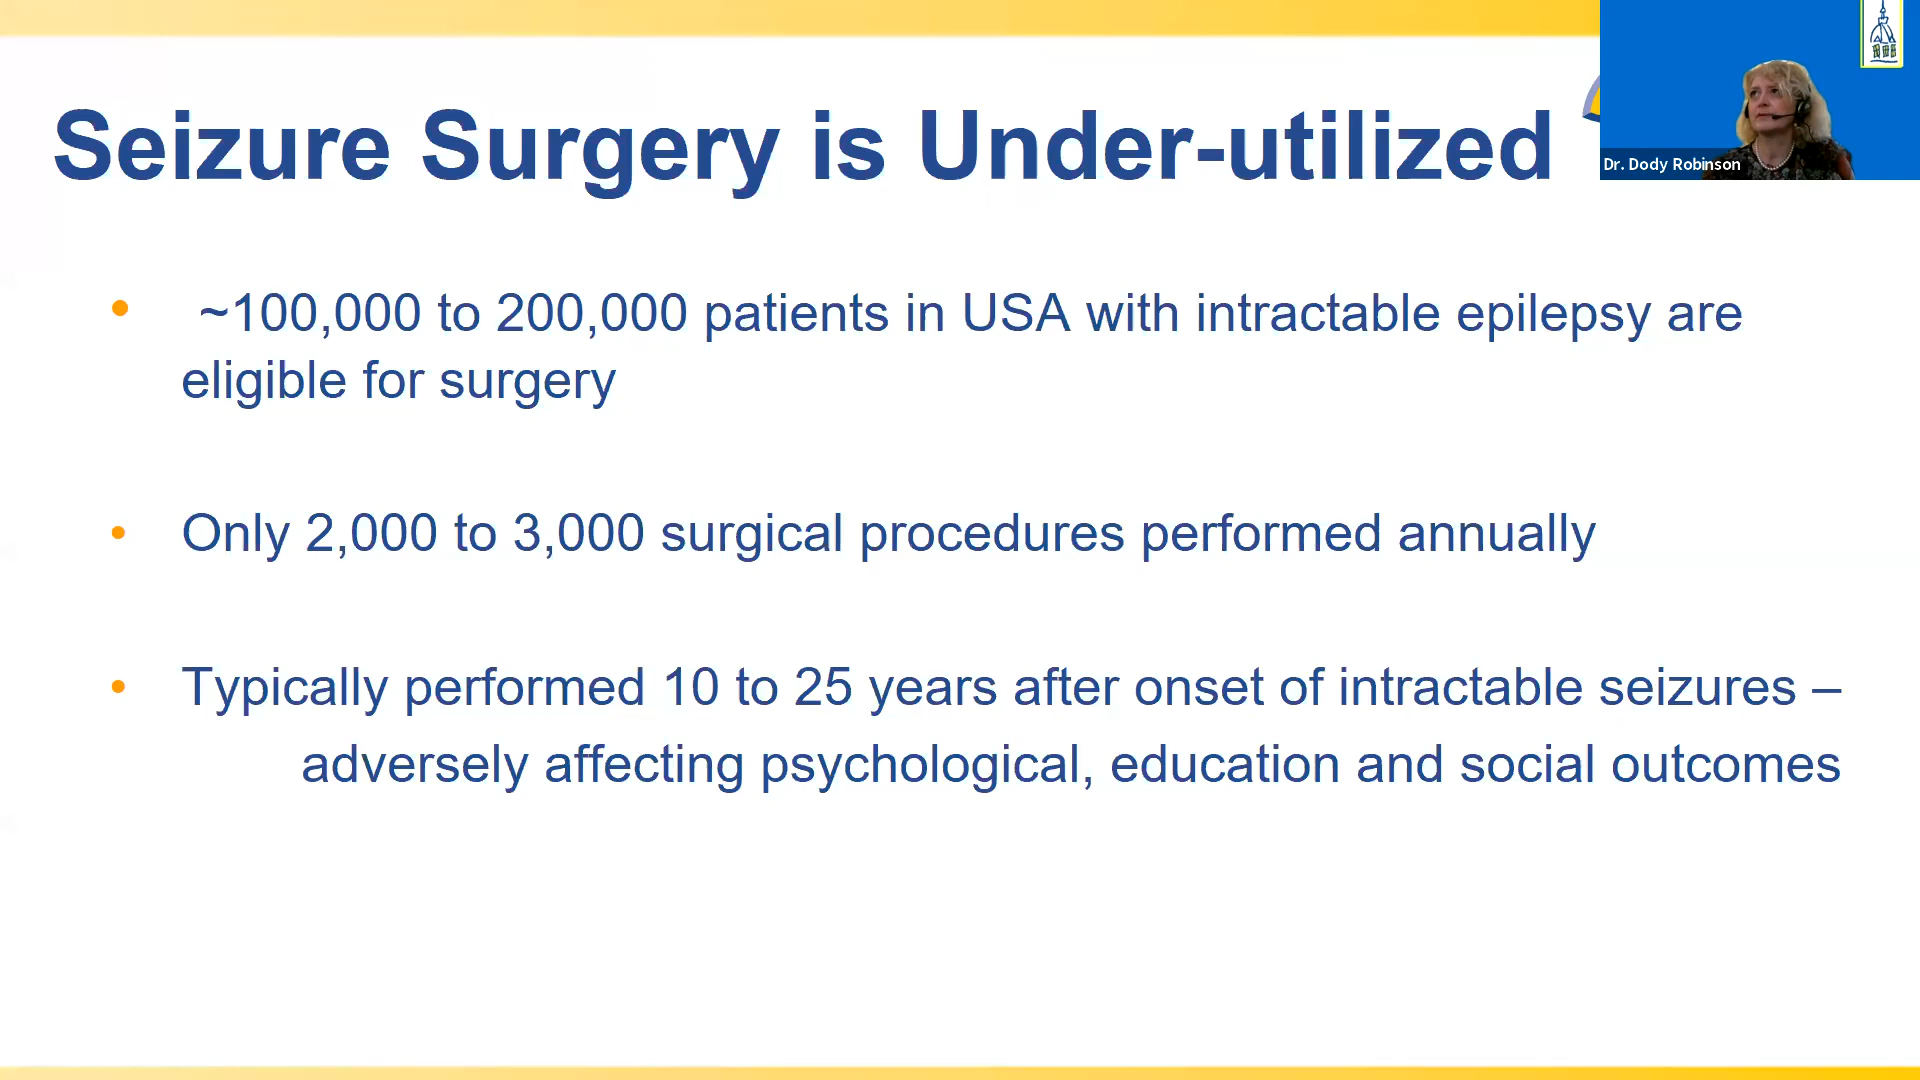 Seizure Surgery is Under-utilized
Dr. Dody Robinson
• ~100,000 to 200,000 patients in USA with intractable epilepsy are
eligible for surgery
• Only 2,000 to 3,000 surgical procedures performed annually
• Typically performed 10 to 25 years after onset of intractable seizures –
adversely affecting psychological, education and social outcomes